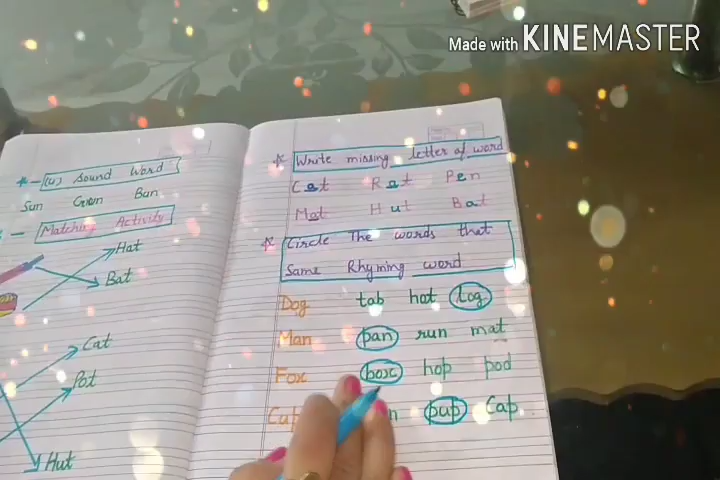 Made with KINEMASTER
* - (u) Sound Word
Sun Bun
- Matching Activity
Hat
Bat
Cat
Pot
Hut
* Write missing letter of word
Cat Rat Pen
Mat Hut Bat
* Circle The words that
Same Rhyming word
Dog tab hat log
Man pan run mat
Fox box hop pod
pup Cap